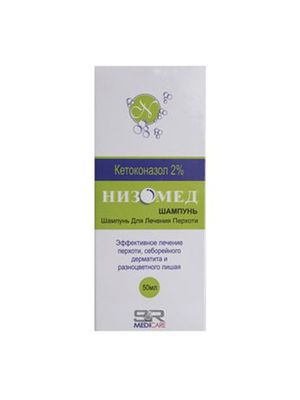 Кетоконазол 2%
НИЗОМЕД
ШАМПУНЬ
Шампунь Для Лечения Перхоти
Эффективное лечение
перхоти, себорейного
дерматита и
разноцветного лишая
50мл
MEDICARE